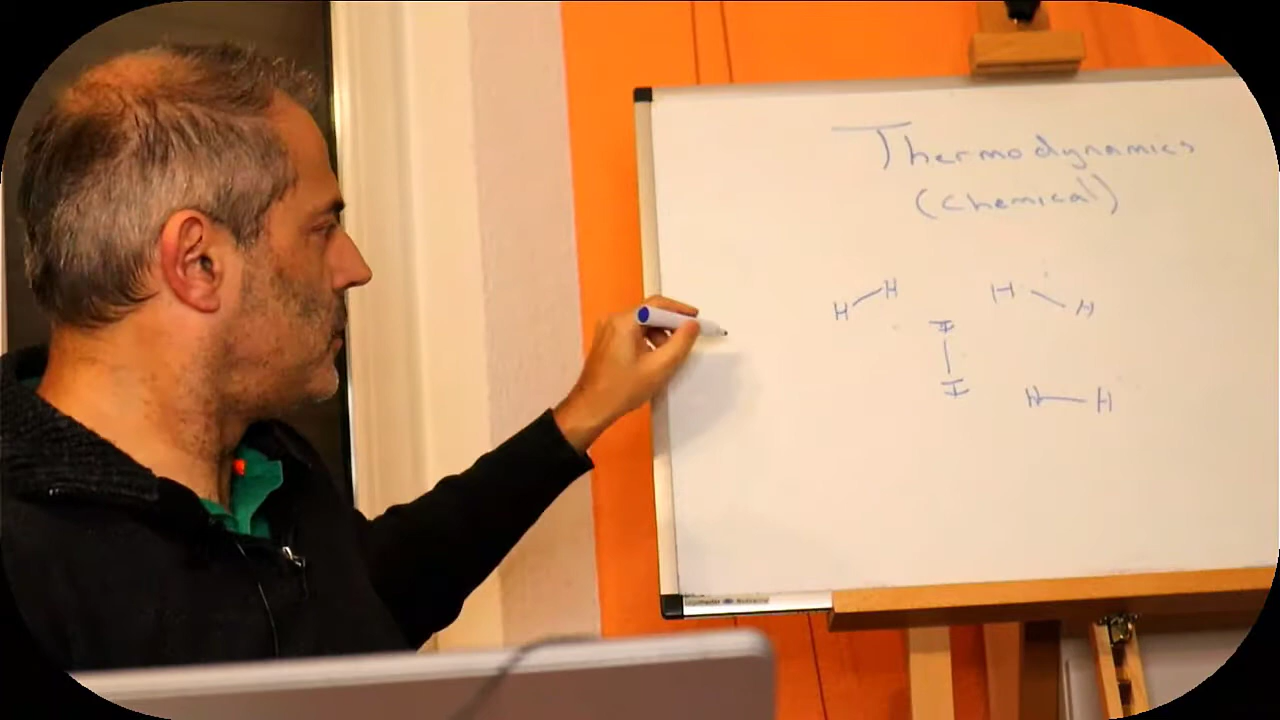 Thermodynamics
(chemical)
H H H H
I
I
H H